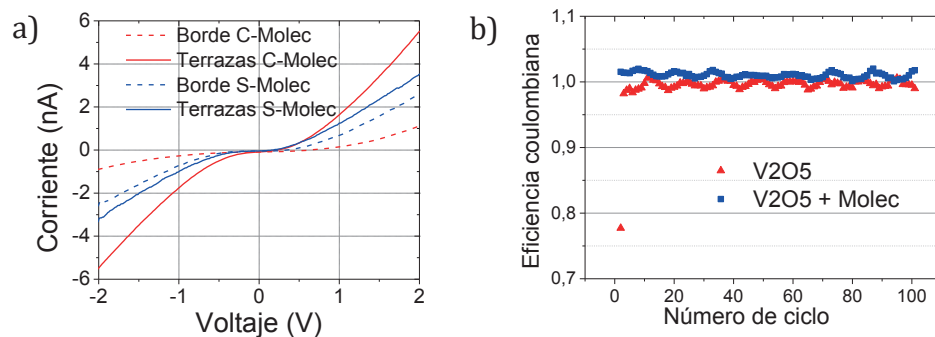 a)
Corriente (nA)
6
4
2
0
-2
-4
-6
Borde C-Molec
Terrazas C-Molec
Borde S-Molec
Terrazas S-Molec
-2 -1 0 1 2
Voltaje (V)
b)
Eficiencia coulombiana
1,1
1,0
0,9
0,8
0,7
V2O5
V2O5 + Molec
0 20 40 60 80 100
Número de ciclo